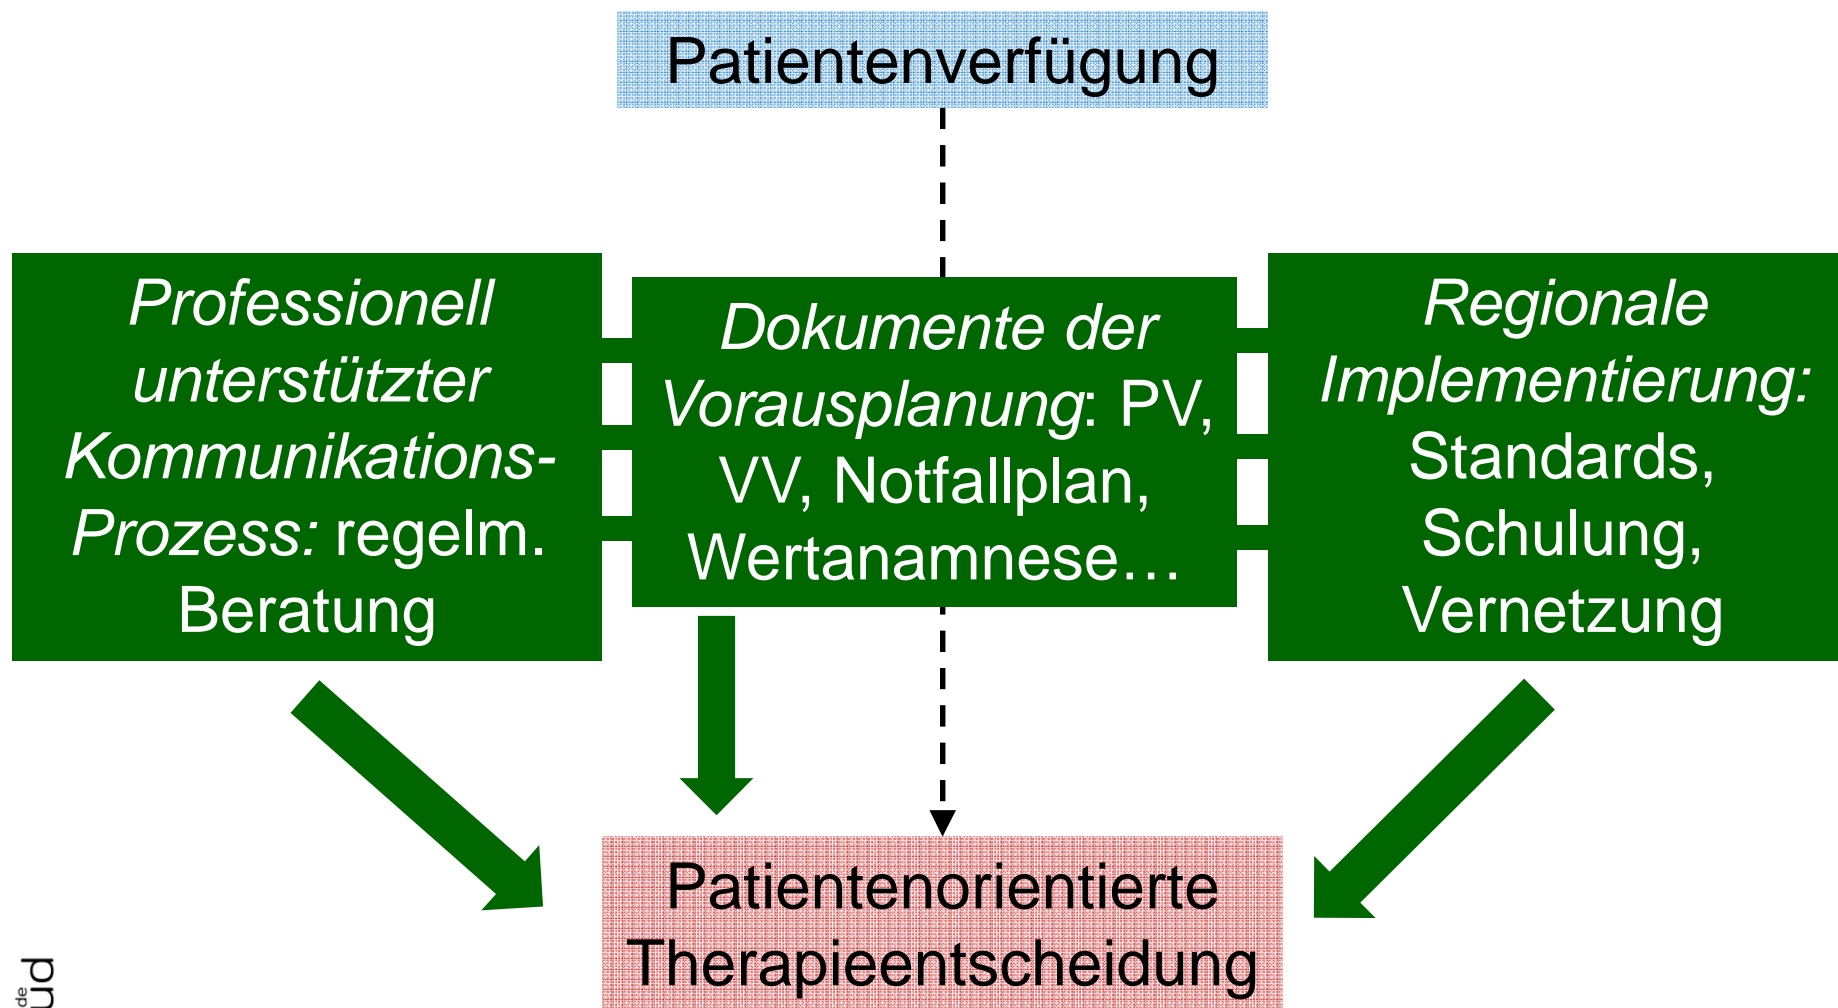 Patientenverfügung
Professionell
unterstützter
Kommunikations-
Prozess: regelm.
Beratung
Dokumente der
Vorausplanung: PV,
VV, Notfallplan,
Wertanamnese…
Regionale
Implementierung:
Standards,
Schulung,
Vernetzung
Patientenorientierte
Therapieentscheidung